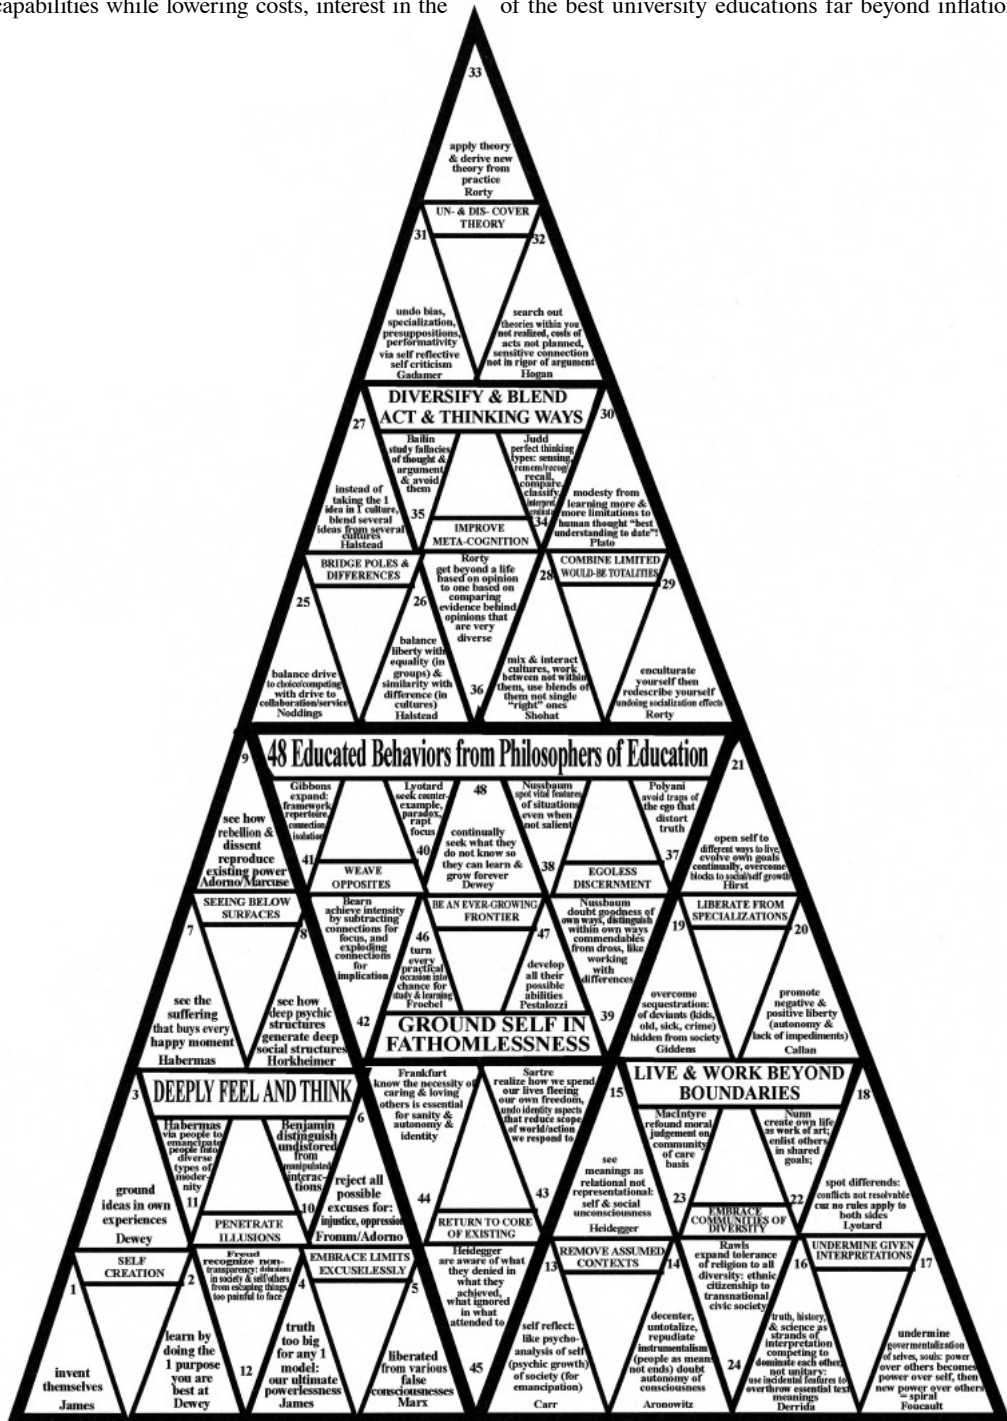 capabilities while lowering costs, interest in the
of the best university educations far beyond inflatio
33
apply theory
& derive new
theory from
practice
Rorty
UN- & DIS- COVER
THEORY
31
32
undo bias,
specialization,
presuppositions,
performativity
via self reflective
self criticism
Gadamer
search out
theories within you
not realized, costs of
acts not planned,
sensitive connection
not in rigor of argument
Hogan
DIVERSIFY & BLEND
ACT & THINKING WAYS
27
30
Bailin
study fallacies
of thought &
argument
& avoid
them
35
Judd
perfect thinking
types: sensing,
remem/recog/
recall,
compare,
classify,
34
instead of
taking the 1
idea in 1 culture,
blend several
ideas from several
cultures
Halstead
modesty from
learning more &
more limitations to
human thought "best
understanding to date"!
Plato
IMPROVE
META-COGNITION
BRIDGE POLES &
DIFFERENCES
Rorty
get beyond a life
based on opinion
to one based on
comparing
evidence behind
opinions that
are very
diverse
36
COMBINE LIMITED
WOULD-BE TOTALITIES
25
26
28
29
balance drive
to choice/competing
with drive to
collaboration/service
Noddings
balance
liberty with
equality (in
groups) &
similarity with
difference (in
cultures)
Halstead
mix & interact
cultures, work
between not within
them, use blends of
them not single
"right" ones
Shohat
enculturate
yourself then
redescribe yourself
undoing socialization effects
Rorty
48 Educated Behaviors from Philosophers of Education
9
21
Gibbons
expand:
framework
repertoire,
connection,
isolation
41
Lyotard
seek counter-
example,
paradox,
rapt
focus
40
48
continually
seek what they
do not know so
they can learn &
grow forever
Dewey
Nussbaum
spot vital features
of situations
even when
not salient
38
Polyani
avoid traps of
the ego that
distort
truth
37
see how
rebellion &
dissent
reproduce
existing power
Adorno/Marcuse
open self to
different ways to live,
evolve own goals
continually, overcome
blocks to social/self growth
Hirst
WEAVE
OPPOSITES
EGOLESS
DISCERNMENT
SEEING BELOW
SURFACES
Bearn
achieve intensity
by subtracting
connections for
focus, and
exploding
connections
for
implication
42
BE AN EVER-GROWING
FRONTIER
Nussbaum
doubt goodness of
own ways, distinguish
within own ways
commendables
from dross, like
working
with
differences
39
LIBERATE FROM
SPECIALIZATIONS
7
8
46
turn
every
practical
occasion into
chance for
study & learning
Froebel
47
develop
all their
possible
abilities
Pestalozzi
19
20
see the
suffering
that buys every
happy moment
Habermas
see how
deep psychic
structures
generate deep
social structures
Horkheimer
overcome
sequestration:
of deviants (kids,
old, sick, crime)
hidden from society
Giddens
promote
negative &
positive liberty
(autonomy &
lack of impediments)
Callan
GROUND SELF IN
FATHOMLESSNESS
3
DEEPLY FEEL AND THINK
6
Frankfurt
know the necessity of
caring & loving
others is essential
for sanity &
autonomy &
identity
44
Sartre
realize how we spend
our lives fleeing
our own freedom,
undo identity aspects
that reduce scope
of world/action
we respond to
43
15
LIVE & WORK BEYOND
BOUNDARIES
18
Habermas
via people to
emancipate
people into
diverse
types of
moder-
nity
11
Benjamin
distinguish
undistored
from
manipulated
interac-
tions
10
MacIntyre
refound moral
judgement on
community
of care
basis
23
Nunn
create own life
as work of art;
enlist others
in shared
goals;
22
ground
ideas in own
experiences
Dewey
reject all
possible
excuses for:
injustice, oppression
Fromm/Adorno
see
meanings as
relational not
representational:
self & social
unconsciousness
Heidegger
spot differends:
conflicts not resolvable
cuz no rules apply to
both sides
Lyotard
PENETRATE
ILLUSIONS
RETURN TO CORE
OF EXISTING
EMBRACE
COMMUNITIES OF
DIVERSITY
SELF
CREATION
Freud
recognize non-
transparency: delusions
in society & self/others
from escaping things
too painful to face
12
EMBRACE LIMITS
EXCUSELESSLY
Heidegger
are aware of what
they denied in
what they
achieved,
what ignored
in what
attended to
45
REMOVE ASSUMED
CONTEXTS
Rawls
expand tolerance
of religion to all
diversity: ethnic
citizenship to
transnational
civic society
24
UNDERMINE GIVEN
INTERPRETATIONS
1
2
4
5
13
14
16
17
invent
themselves
James
learn by
doing the
1 purpose
you are
best at
Dewey
truth
too big
for any 1
model:
our ultimate
powerlessness
James
liberated
from various
false
consciousnesses
Marx
self reflect:
like psycho-
analysis of self
(psychic growth)
of society (for
emancipation)
Carr
decenter,
untotalize,
repudiate
instrumentalism
(people as means
not ends) doubt
autonomy of
consciousness
Aronowitz
truth, history,
& science as
strands of
interpretation
competing to
dominate each other,
not unitary:
use incidental features to
overthrow essential text
meanings
Derrida
undermine
govermentalization
of selves, souls: power
over others becomes
power over self, then
new power over others
= spiral
Foucault